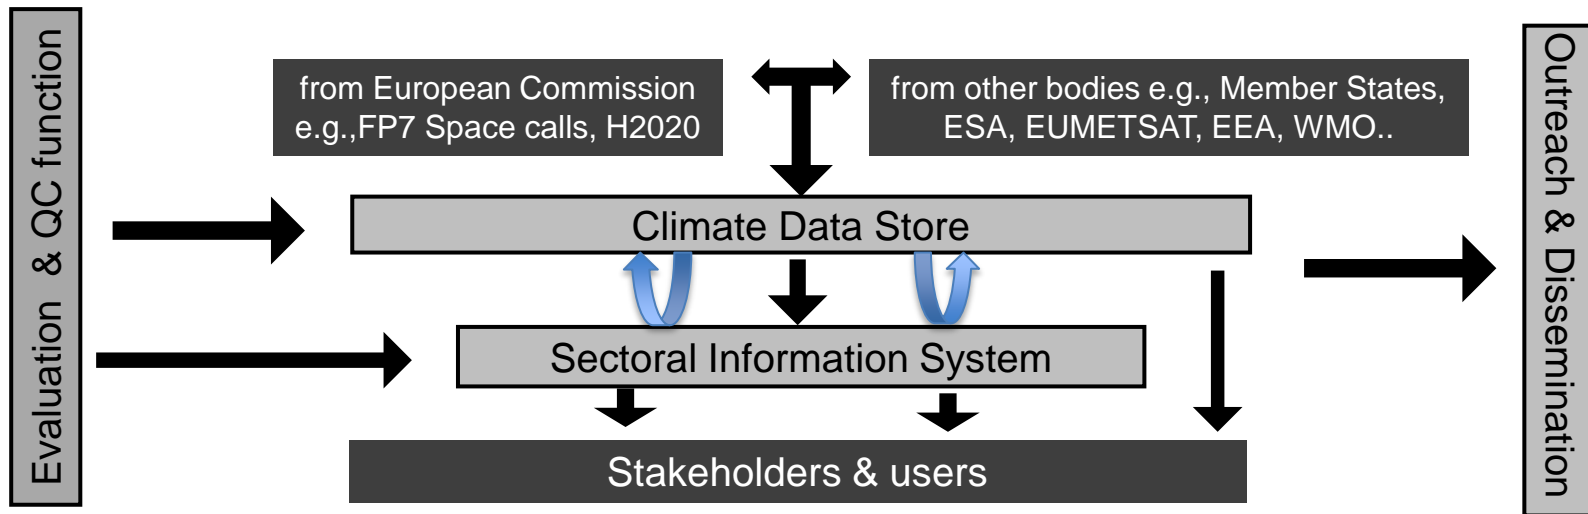 Evaluation & QC function
from European Commission
e.g.,FP7 Space calls, H2020
from other bodies e.g., Member States,
ESA, EUMETSAT, EEA, WMO..
Climate Data Store
Sectoral Information System
Stakeholders & users
Outreach & Dissemination